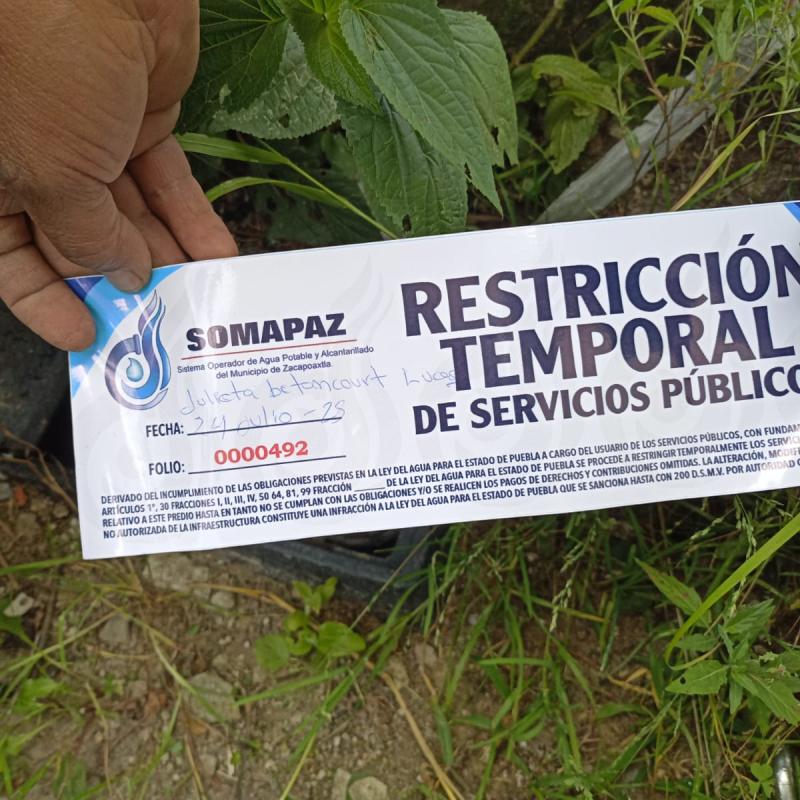 SOMAPAZ
Sistema Operador de Agua Potable y Alcantarillado
del Municipio de Zacapoaxtla.
Julieta betancourt Lucas
FECHA: 24 Julio - 25
FOLIO: 0000492
RESTRICCIÓN
TEMPORAL
DE SERVICIOS PÚBLICO
DERIVADO DEL INCUMPLIMIENTO DE LAS OBLIGACIONES PREVISTAS EN LA LEY DEL AGUA PARA EL ESTADO DE PUEBLA A CARGO DEL USUARIO DE LOS SERVICIOS PÚBLICOS, CON FUNDAM
ARTÍCULOS 1°, 30 FRACCIONES I, II, III, IV, 50 64, 81, 99 FRACCIÓN ______ DE LA LEY DEL AGUA PARA EL ESTADO DE PUEBLA SE PROCEDE A RESTRINGIR TEMPORALMENTE LOS SERVICI
RELATIVO A ESTE PREDIO HASTA EN TANTO NO SE CUMPLAN CON LAS OBLIGACIONES Y/O SE REALICEN LOS PAGOS DE DERECHOS Y CONTRIBUCIONES OMITIDAS. LA ALTERACIÓN, MODIFI
NO AUTORIZADA DE LA INFRAESTRUCTURA CONSTITUYE UNA INFRACCIÓN A LA LEY DEL AGUA PARA EL ESTADO DE PUEBLA QUE SE SANCIONA HASTA CON 200 D.S.M.V. POR AUTORIDAD